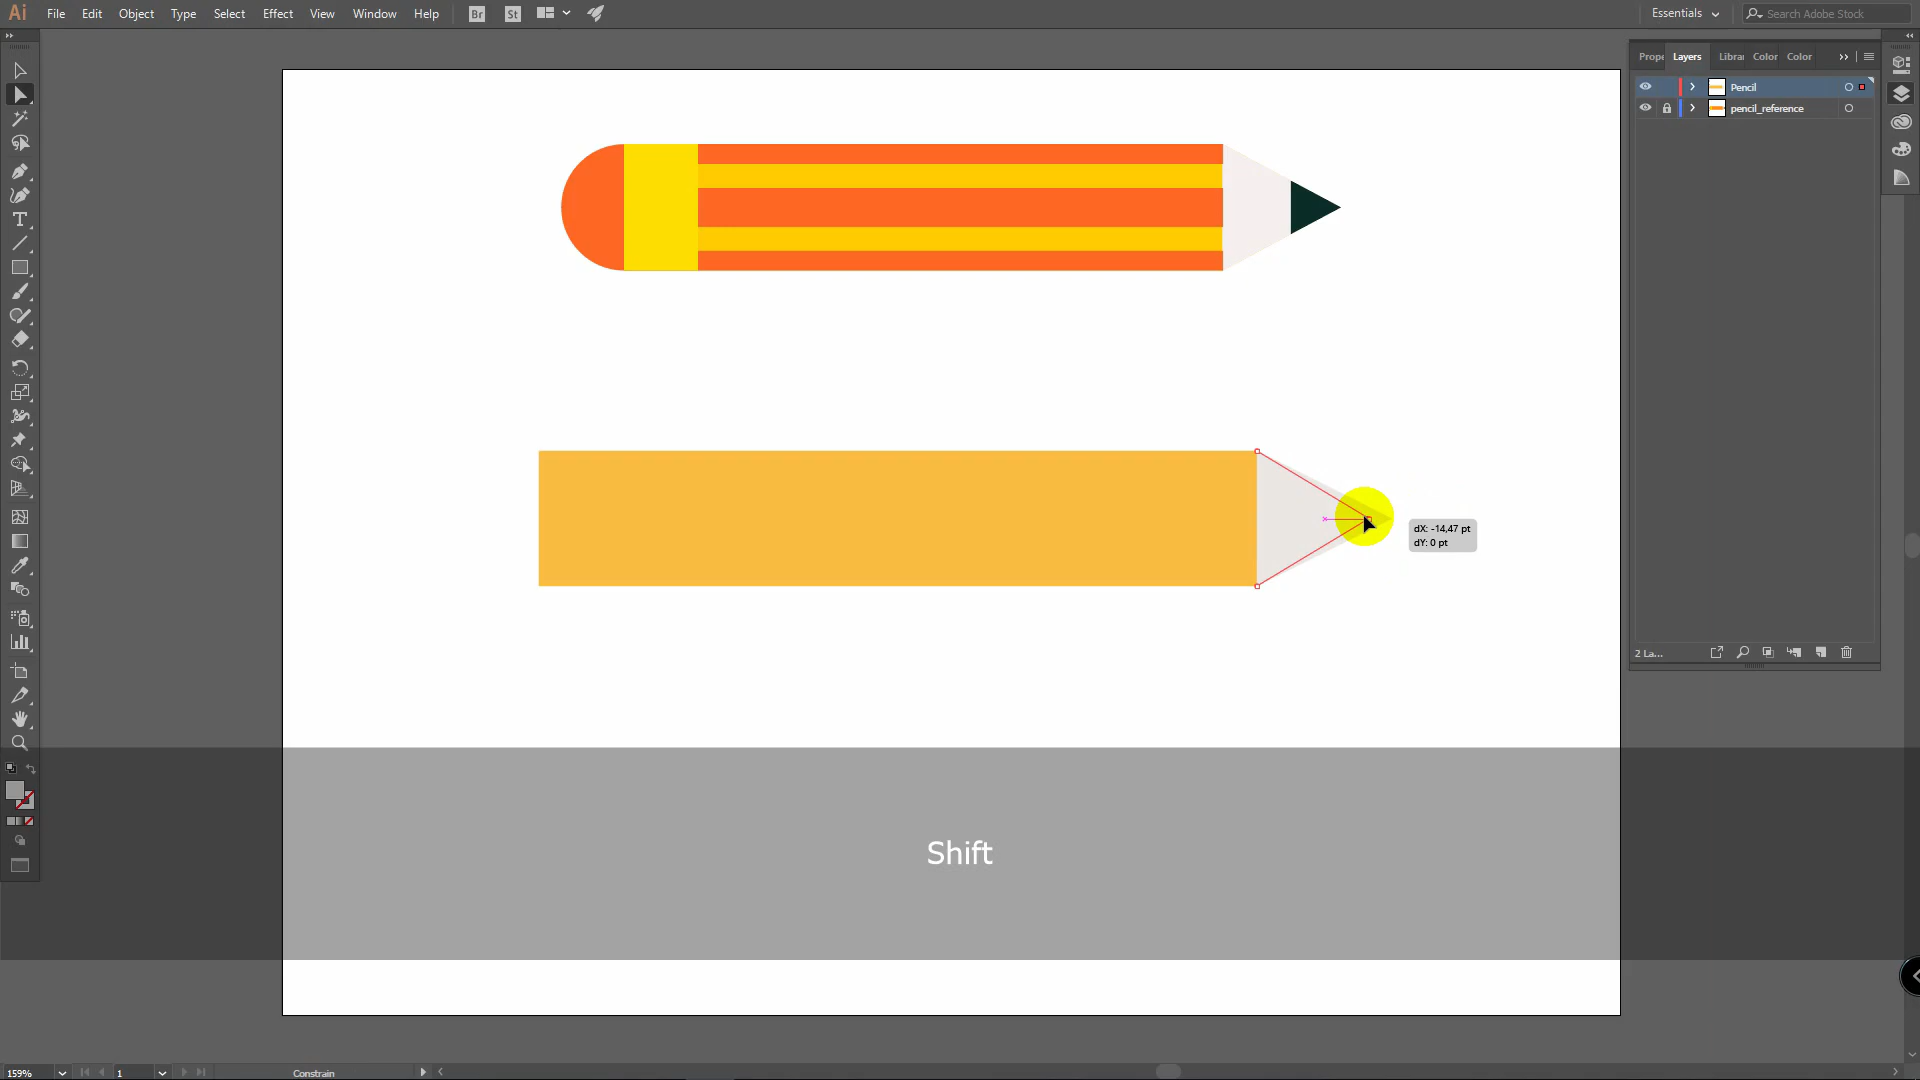 Ai File Edit Object Type Select Effect View Window Help Br St Essentials Search Adobe Stock
Prope Layers Librar Color Color
Pencil
pencil_reference
dX: -14,47 pt
dY: 0 pt
2 La...
Shift
159% 1 Constrain